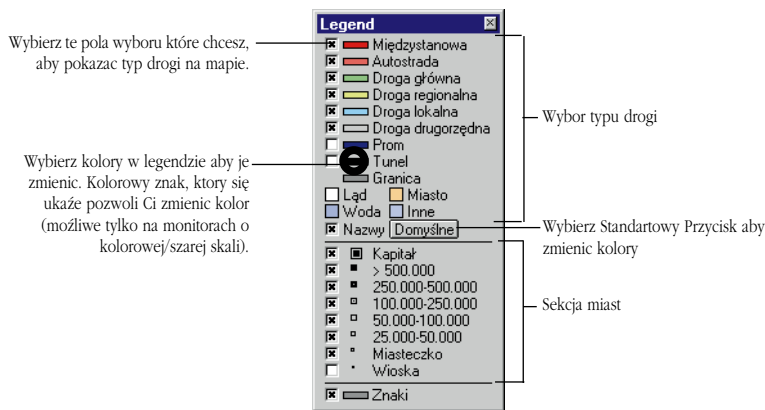 Wybierz te pola wyboru które chcesz,
aby pokazac typ drogi na mapie.
Wybierz kolory w legendzie aby je
zmienic. Kolorowy znak, ktory się
ukaźe pozwoli Ci zmienic kolor
(możliwe tylko na monitorach o
kolorowej/szarej skali).
Legend
Międzystanowa
Autostrada
Droga główna
Droga regionalna
Droga lokalna
Droga drugorzędna
Prom
Tunel
Granica
Ląd Miasto
Woda Inne
Nazwy Domyślne
Kapitał
> 500.000
250.000-500.000
100.000-250.000
50.000-100.000
25.000-50.000
Miasteczko
Wioska
Znaki
Wybor typu drogi
Wybierz Standartowy Przycisk aby
zmienic kolory
Sekcja miast